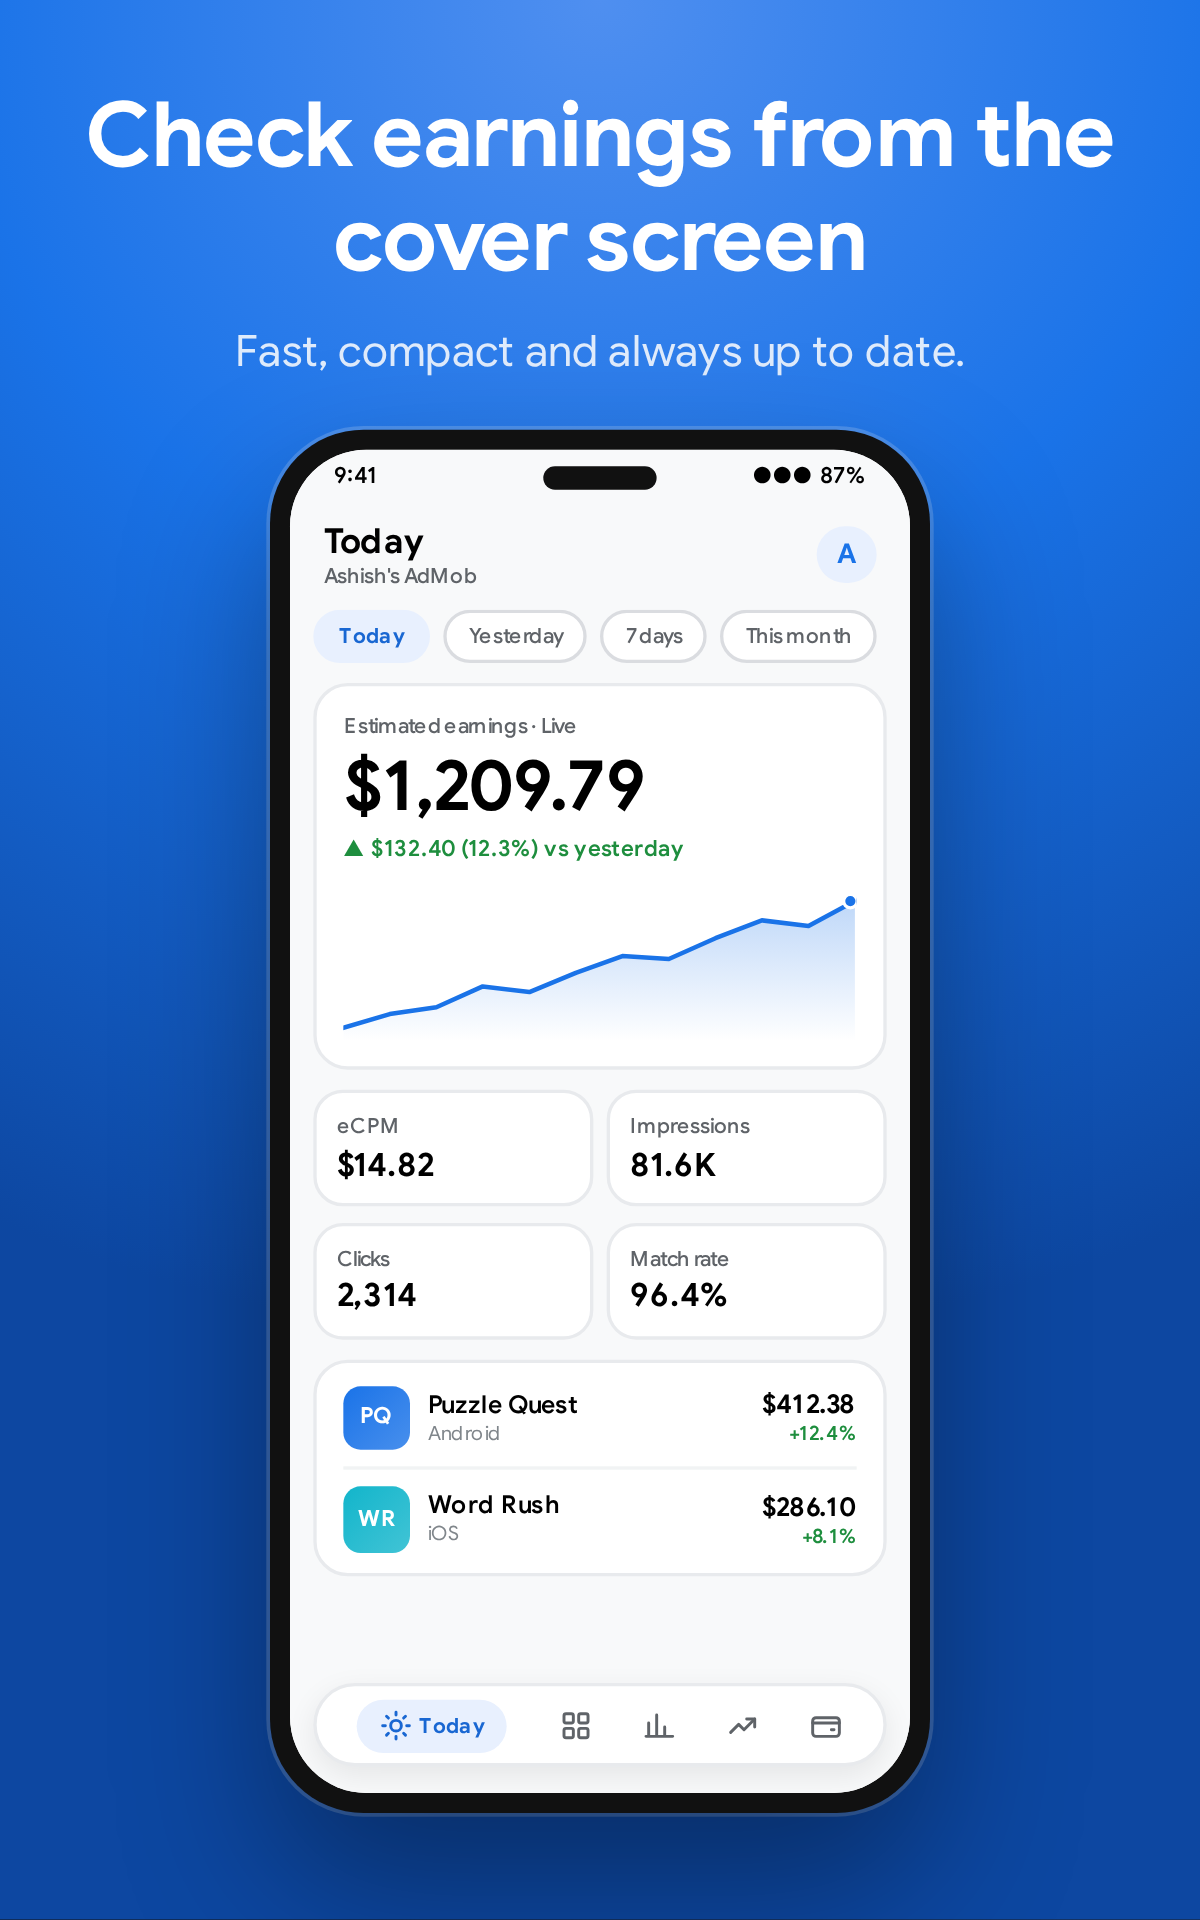 Check earnings from the
cover screen
Fast, compact and always up to date.
9:41
87%
Today
Ashish's AdMob
A
Today
Yesterday
7 days
This month
Estimated earnings · Live
$1,209.79
▲ $132.40 (12.3%) vs yesterday
eCPM
$14.82
Impressions
81.6K
Clicks
2,314
Match rate
96.4%
PQ
Puzzle Quest
Android
$412.38
+12.4%
WR
Word Rush
iOS
$286.10
+8.1%
Today